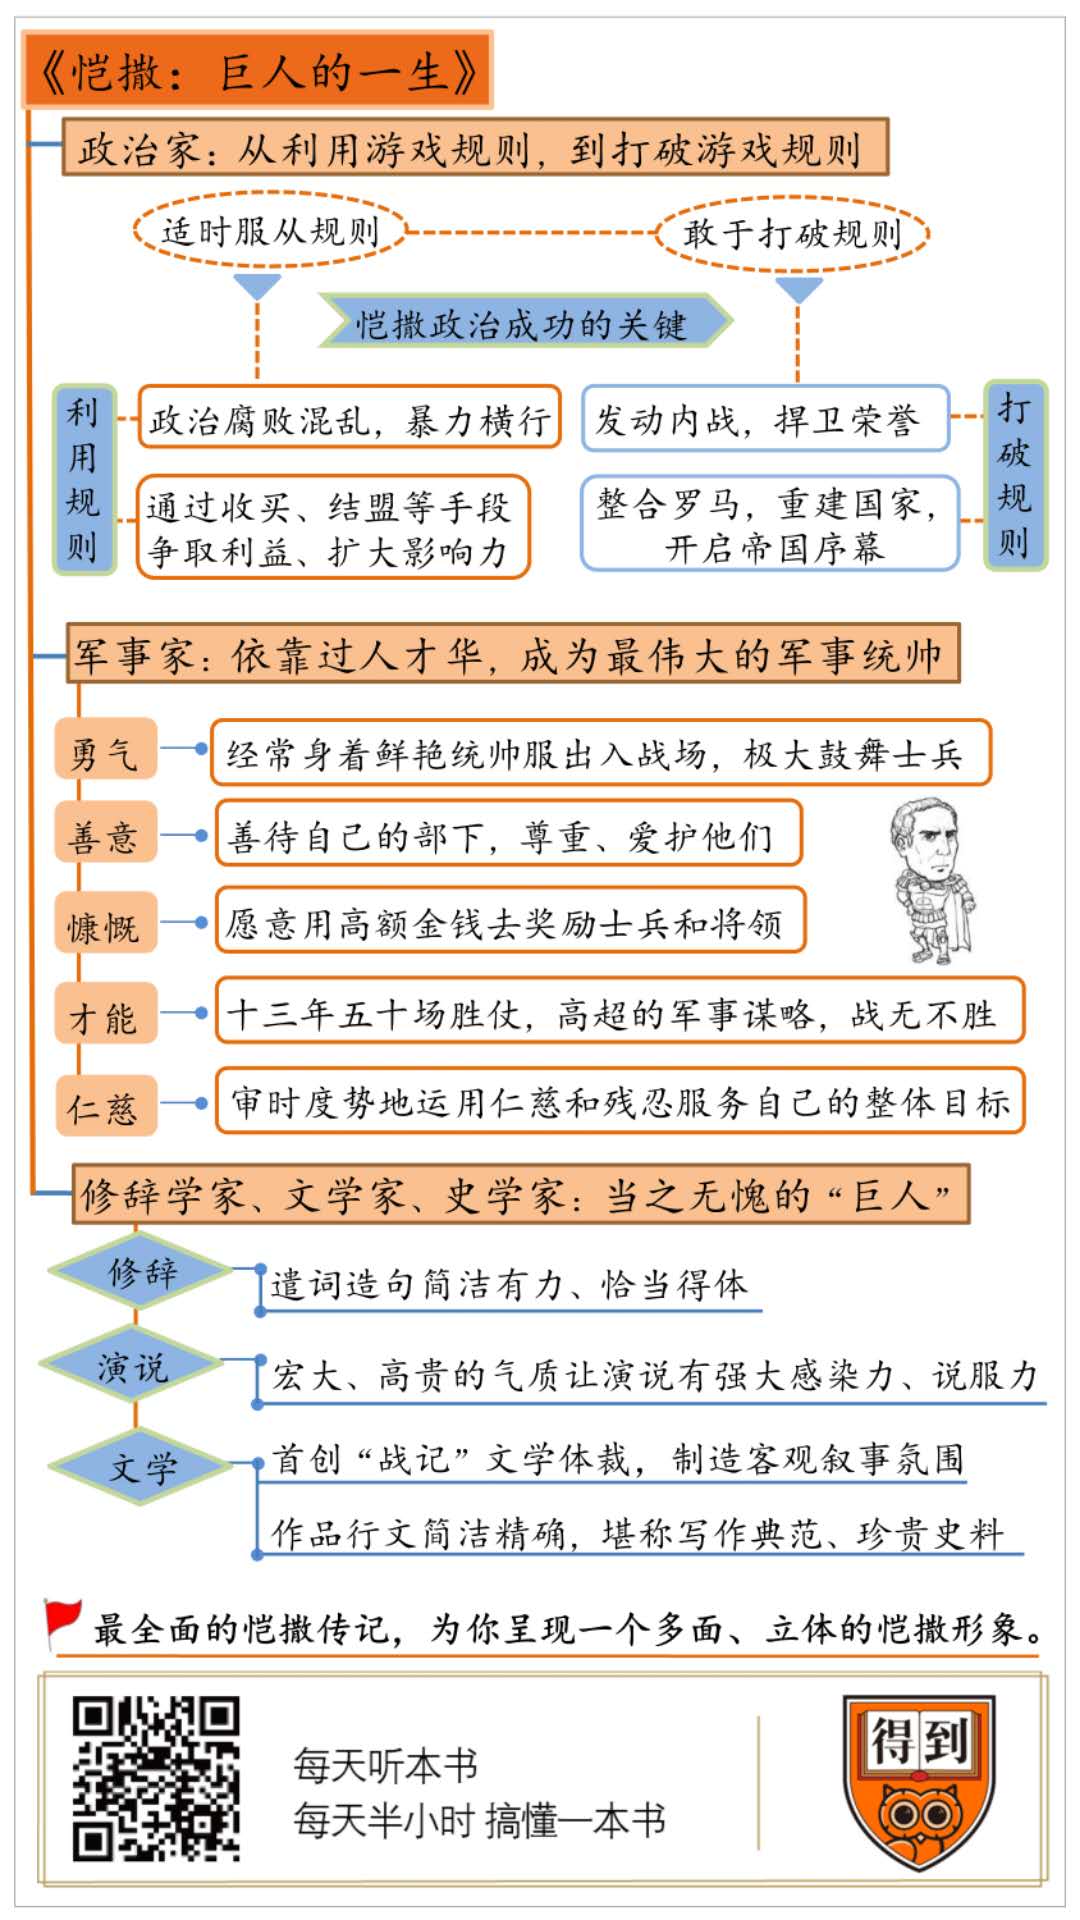 《恺撒：巨人的一生》
政治家：从利用游戏规则，到打破游戏规则
适时服从规则
敢于打破规则
恺撒政治成功的关键
利用规则
政治腐败混乱，暴力横行
通过收买、结盟等手段
争取利益、扩大影响力
发动内战，捍卫荣誉
整合罗马，重建国家，
开启帝国序幕
打破规则
军事家：依靠过人才华，成为最伟大的军事统帅
勇气
经常身着鲜艳统帅服出入战场，极大鼓舞士兵
善意
善待自己的部下，尊重、爱护他们
慷慨
愿意用高额金钱去奖励士兵和将领
才能
十三年五十场胜仗，高超的军事谋略，战无不胜
仁慈
审时度势地运用仁慈和残忍服务自己的整体目标
修辞学家、文学家、史学家：当之无愧的“巨人”
修辞
遣词造句简洁有力、恰当得体
演说
宏大、高贵的气质让演说有强大感染力、说服力
文学
首创“战记”文学体裁，制造客观叙事氛围
作品行文简洁精确，堪称写作典范、珍贵史料
最全面的恺撒传记，为你呈现一个多面、立体的恺撒形象。
每天听本书
每天半小时 搞懂一本书
得到